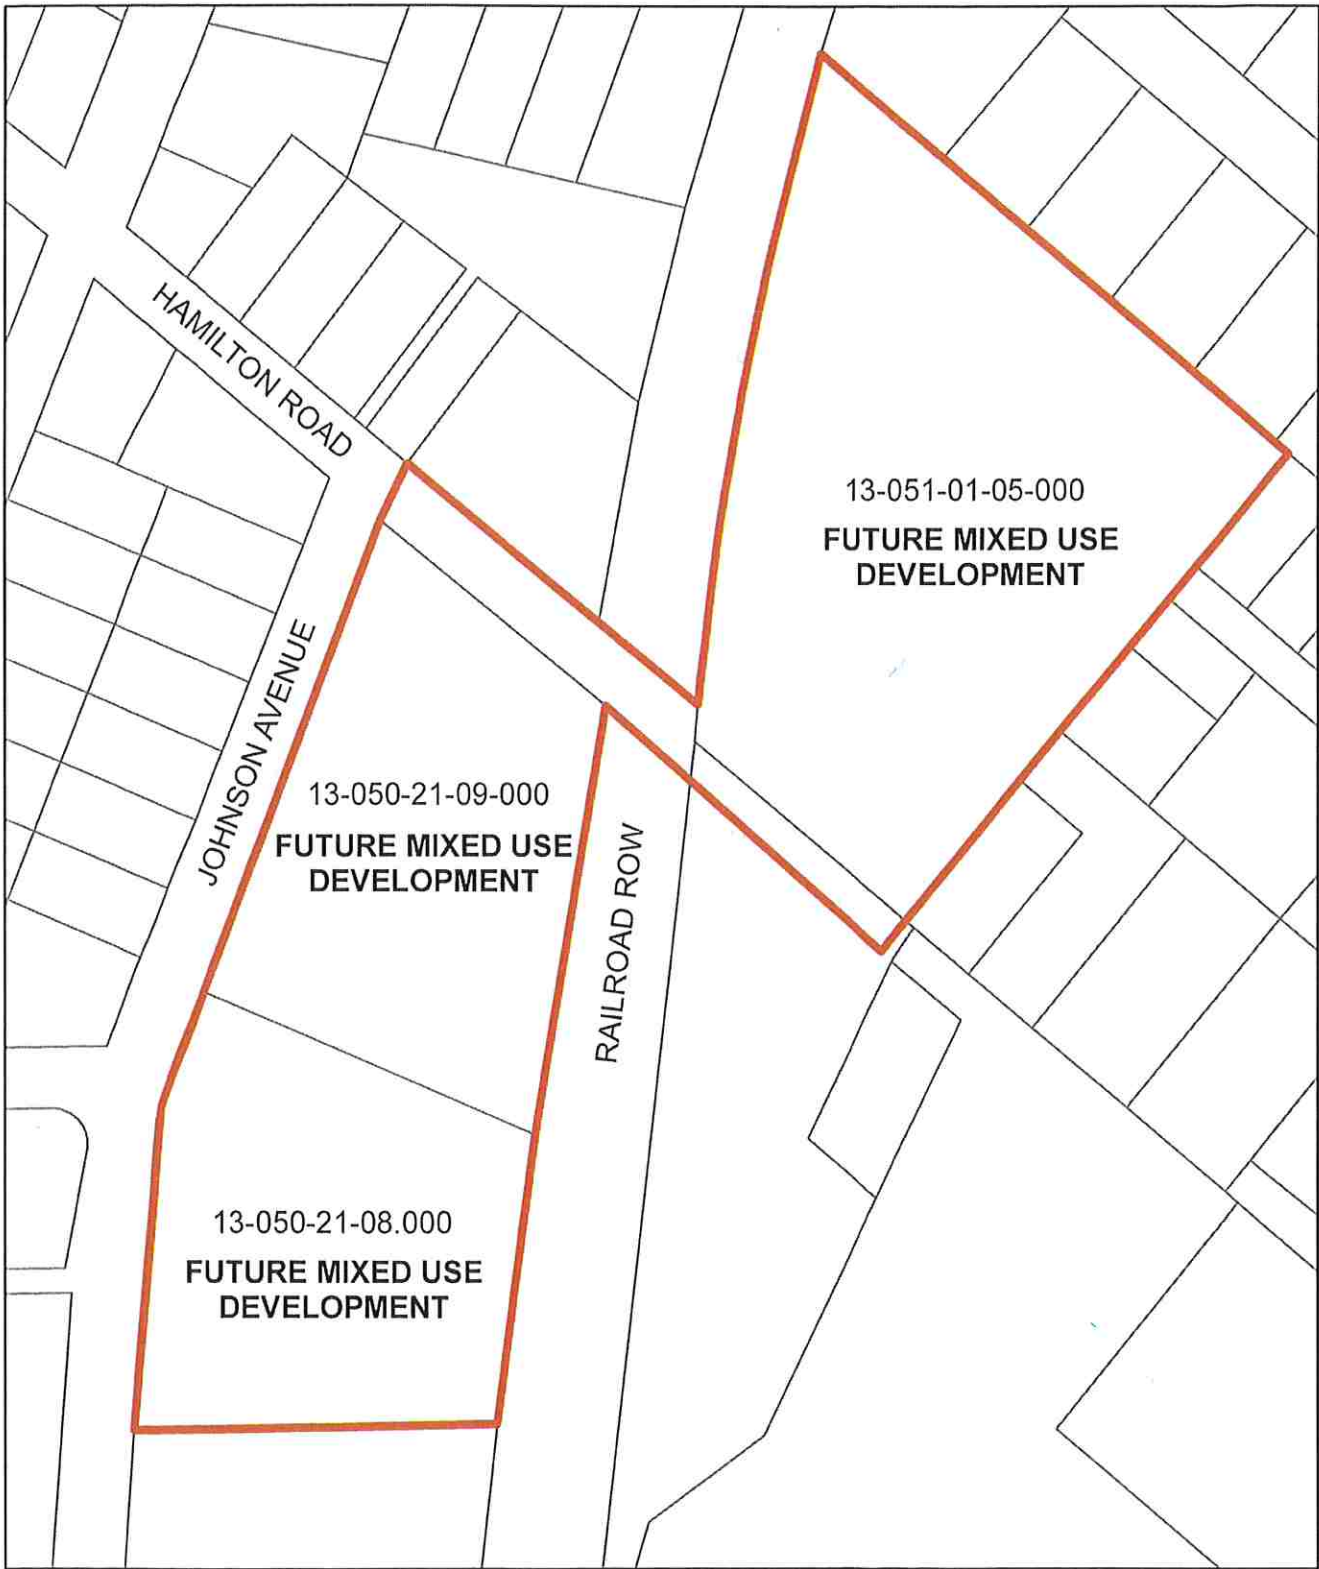 HAMILTON ROAD
13-051-01-05-000
FUTURE MIXED USE
DEVELOPMENT
JOHNSON AVENUE
13-050-21-09-000
FUTURE MIXED USE
DEVELOPMENT
RAILROAD ROW
13-050-21-08.000
FUTURE MIXED USE
DEVELOPMENT